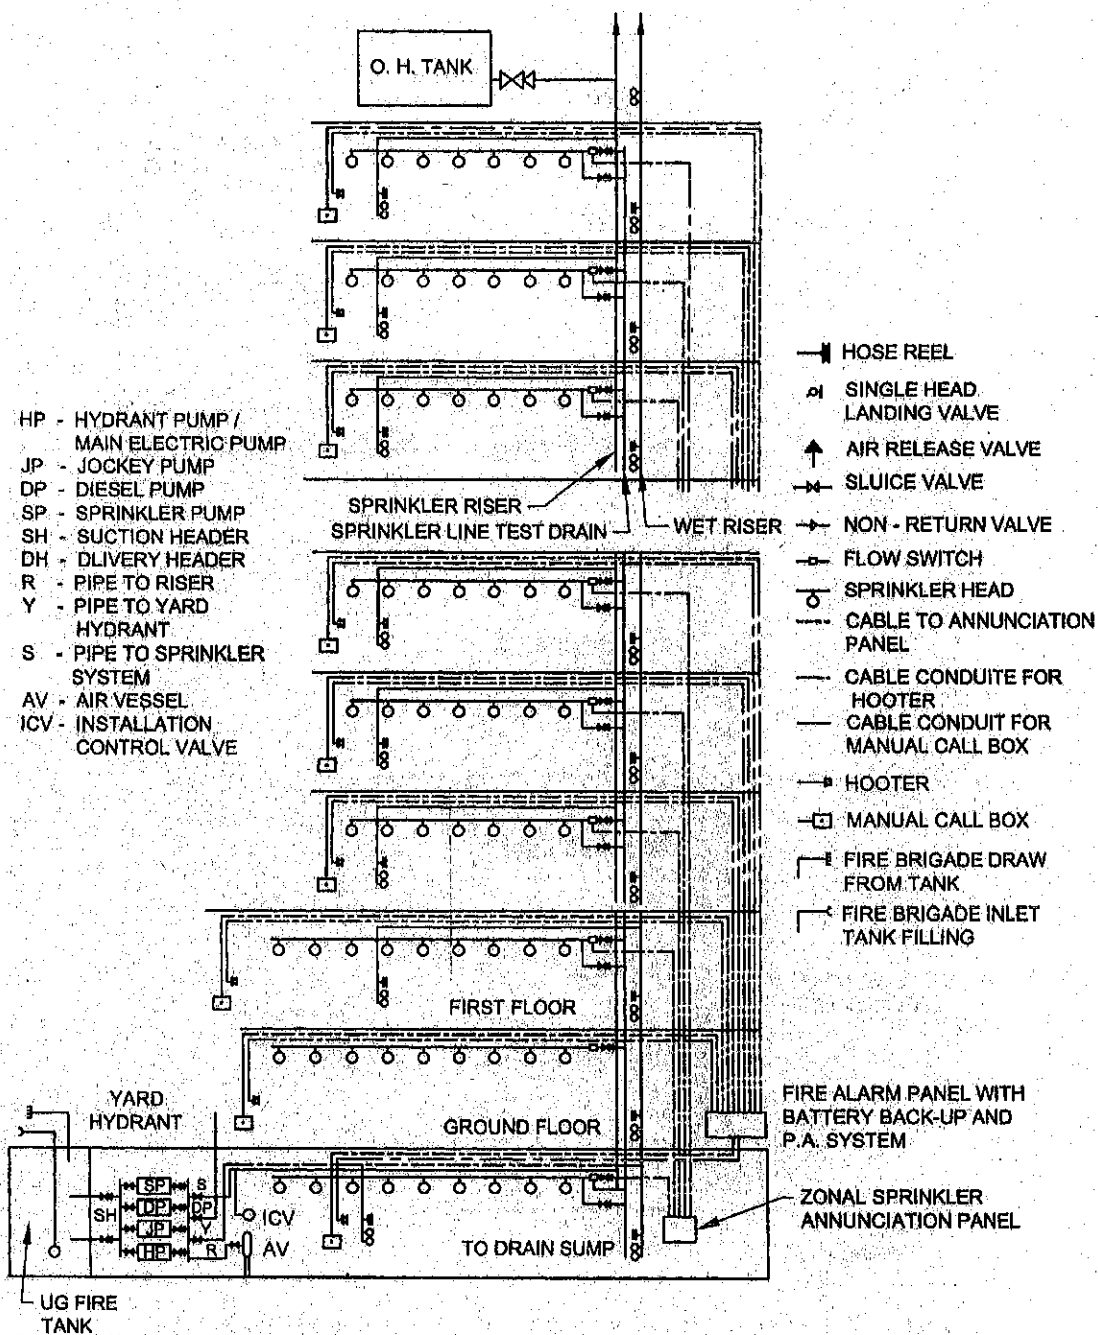 O. H. TANK
HP - HYDRANT PUMP /
MAIN ELECTRIC PUMP
JP - JOCKEY PUMP
DP - DIESEL PUMP
SP - SPRINKLER PUMP
SH - SUCTION HEADER
DH - DLIVERY HEADER
R - PIPE TO RISER
Y - PIPE TO YARD
HYDRANT
S - PIPE TO SPRINKLER
SYSTEM
AV - AIR VESSEL
ICV - INSTALLATION
CONTROL VALVE
SPRINKLER RISER
SPRINKLER LINE TEST DRAIN
WET RISER
HOSE REEL
SINGLE HEAD
LANDING VALVE
AIR RELEASE VALVE
SLUICE VALVE
NON - RETURN VALVE
FLOW SWITCH
SPRINKLER HEAD
CABLE TO ANNUNCIATION
PANEL
CABLE CONDUITE FOR
HOOTER
CABLE CONDUIT FOR
MANUAL CALL BOX
HOOTER
MANUAL CALL BOX
FIRE BRIGADE DRAW
FROM TANK
FIRE BRIGADE INLET
TANK FILLING
FIRST FLOOR
GROUND FLOOR
YARD
HYDRANT
FIRE ALARM PANEL WITH
BATTERY BACK-UP AND
P.A. SYSTEM
ZONAL SPRINKLER
ANNUNCIATION PANEL
SP
S
DP
DP
SH
JP
HP
R
ICV
AV
TO DRAIN SUMP
UG FIRE
TANK